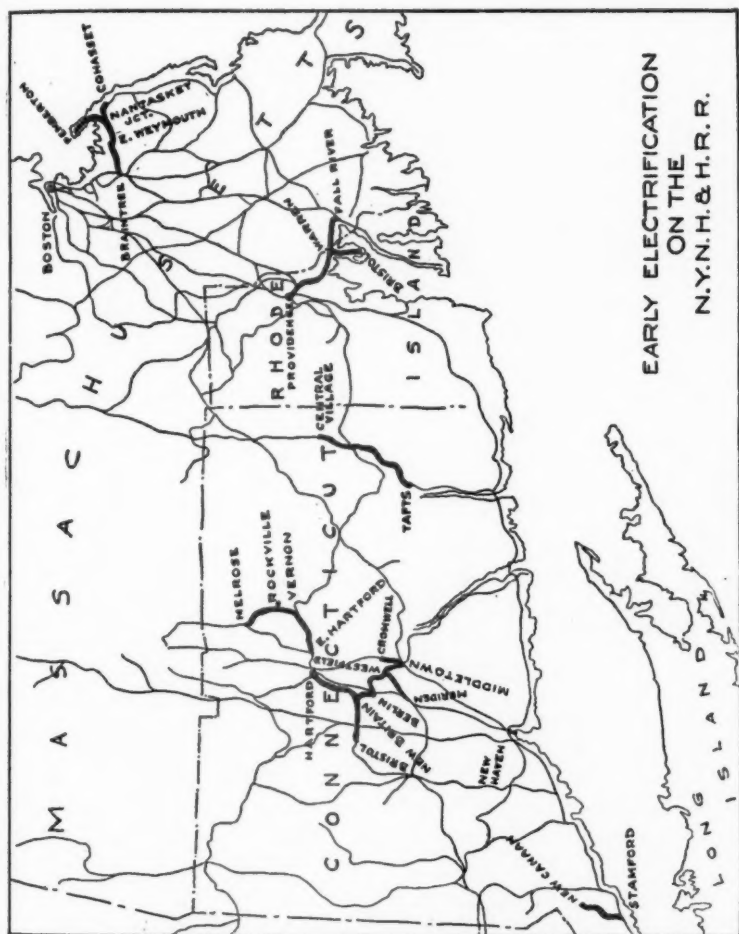 EARLY ELECTRIFICATION
ON THE
N.Y.N.H. & H.R.R.
MASSACHUSETTS
BOSTON
PEMBERTON
COHASSET
NANTASKET
JCT.
E. WEYMOUTH
BRAINTREE
RHODE
ISLAND
PROVIDENCE
WARREN
FALL RIVER
BRISTOL
CONNECTICUT
CENTRAL
VILLAGE
TAFTS
MELROSE
ROCKVILLE
VERNON
E. HARTFORD
HARTFORD
WESTFIELD
CROMWELL
MIDDLETOWN
MERIDEN
BERLIN
NEW BRITAIN
BRISTOL
NEW
HAVEN
NEW CANAAN
STAMFORD
LONG ISLAND